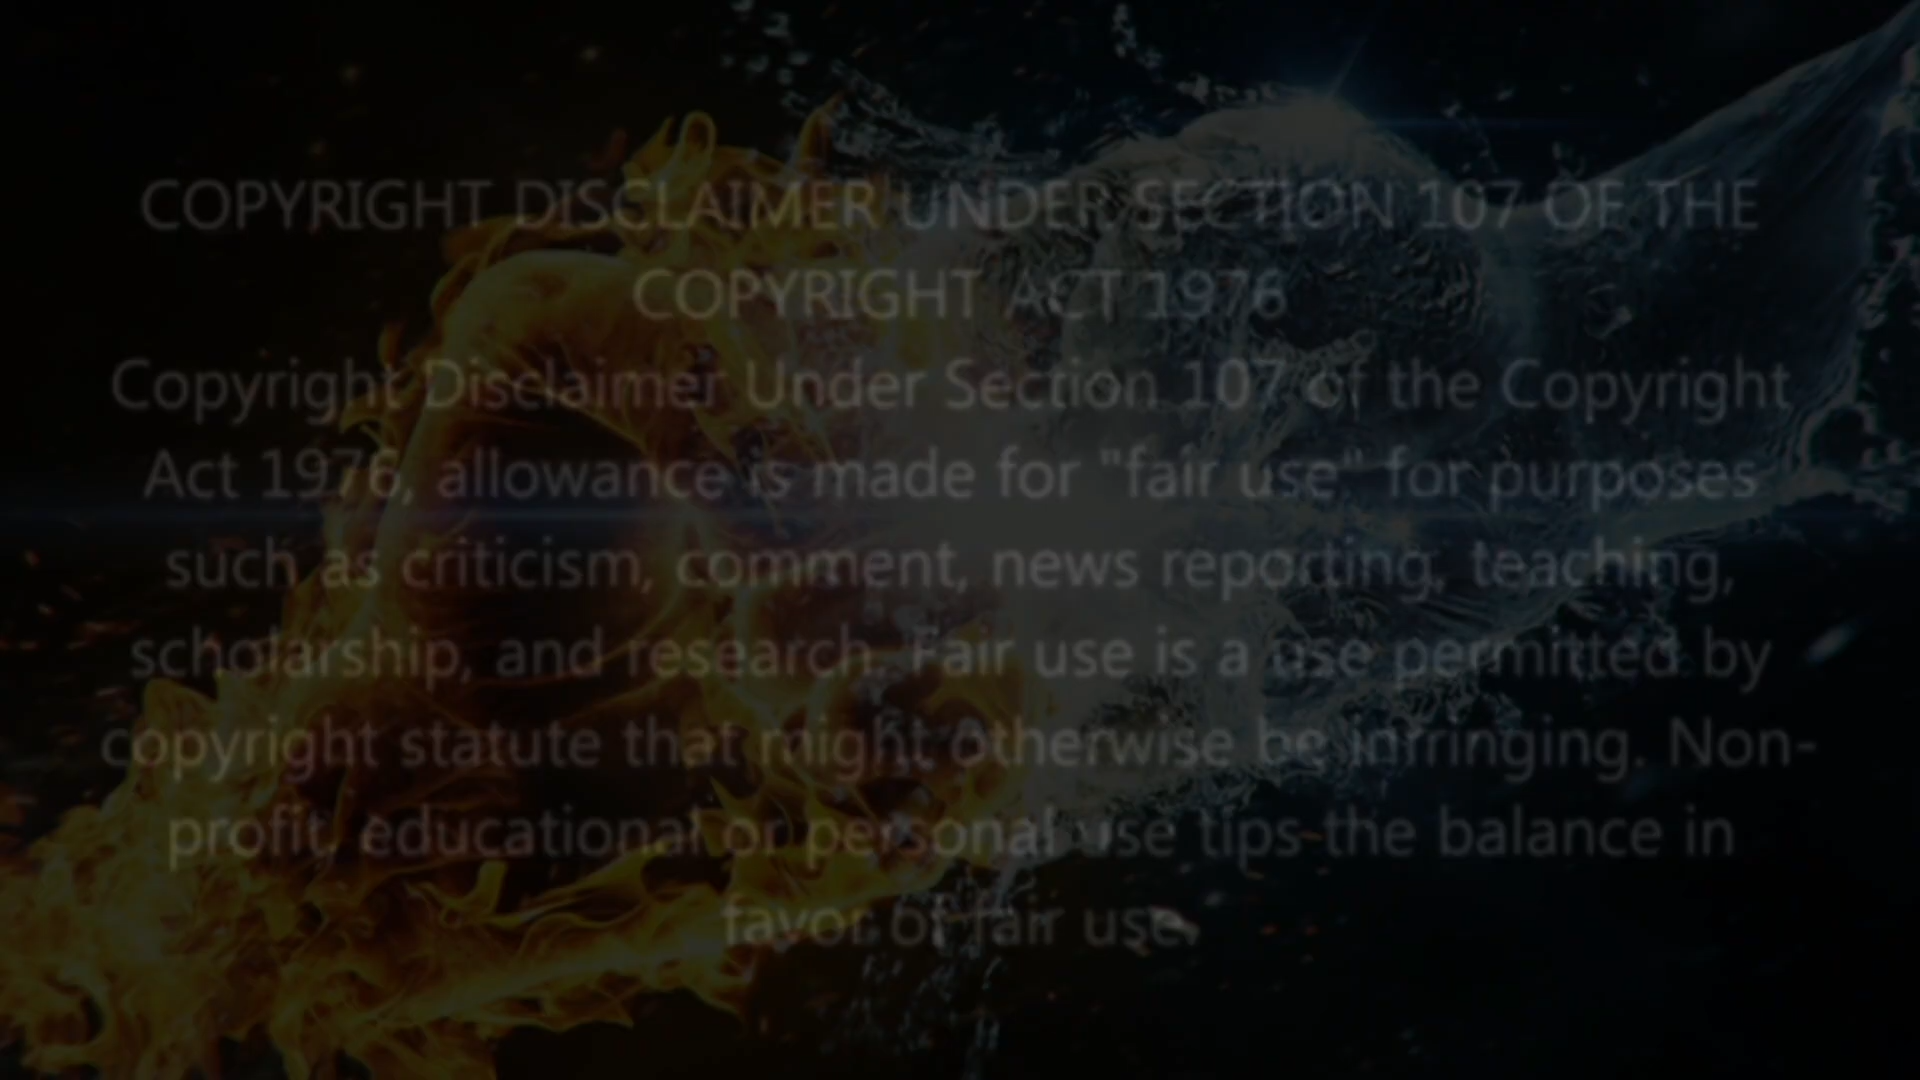 COPYRIGHT DISCLAIMER UNDER SECTION 107 OF THE
COPYRIGHT ACT 1976
Copyright Disclaimer Under Section 107 of the Copyright
Act 1976, allowance is made for "fair use" for purposes
such as criticism, comment, news reporting, teaching,
scholarship, and research. Fair use is a use permitted by
copyright statute that might otherwise be infringing. Non-
profit, educational or personal use tips the balance in
favor of fair use.